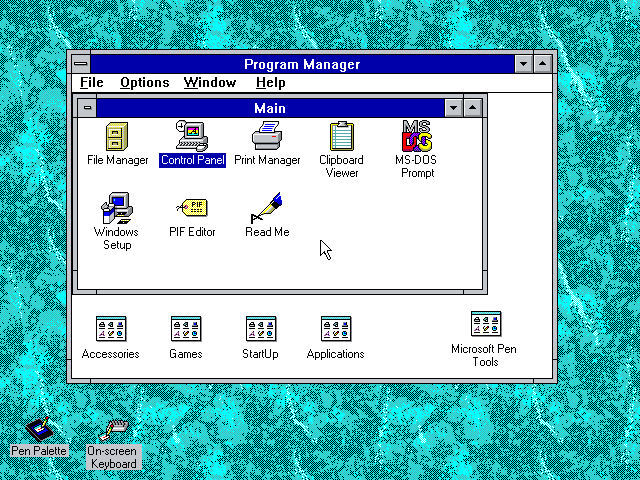 Program Manager
File Options Window Help
Main
File Manager
Control Panel
Print Manager
Clipboard
Viewer
MS-DOS
Prompt
MS
DOS
PIF
Windows
Setup
PIF Editor
Read Me
Accessories
Games
StartUp
Applications
Microsoft Pen
Tools
Pen Palette
On-screen
Keyboard